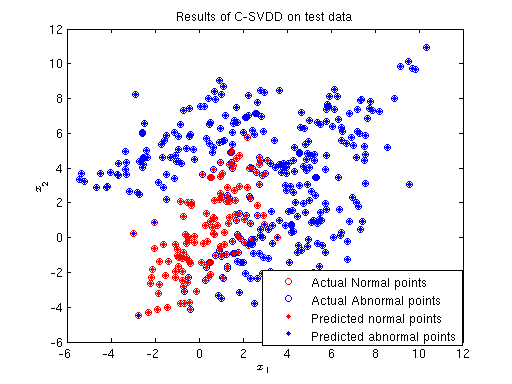 Results of C-SVDD on test data
12
10
8
6
4
2
0
-2
-4
-6
x2
-6 -4 -2 0 2 4 6 8 10 12
x1
Actual Normal points
Actual Abnormal points
Predicted normal points
Predicted abnormal points